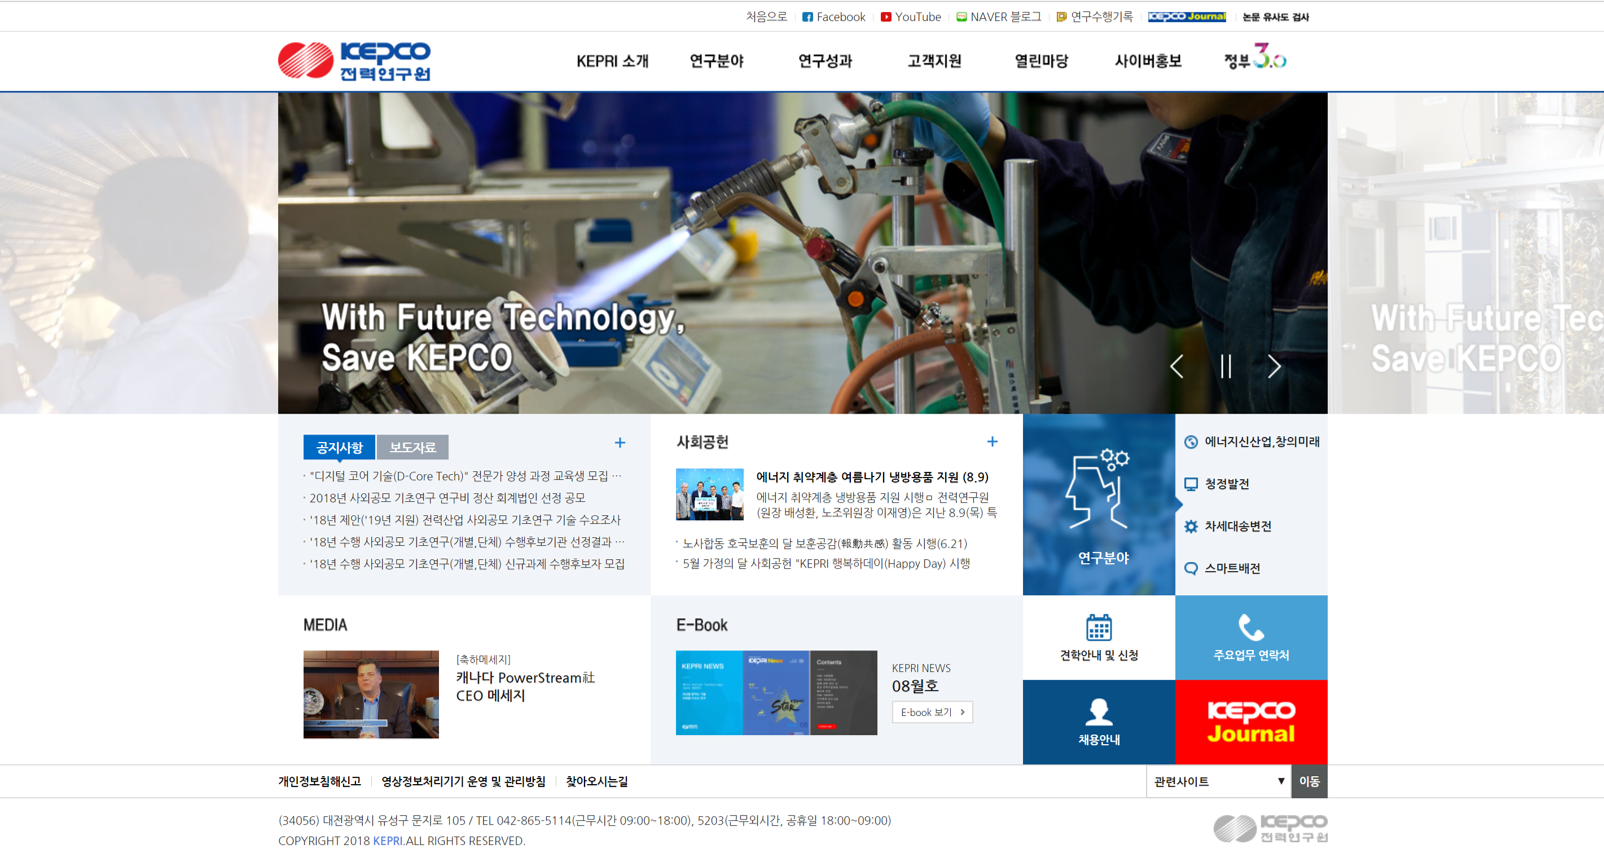 처음으로 Facebook YouTube NAVER 블로그 연구수행기록 KEPCO Journal 논문 유사도 검사
KEPCO
전력연구원
KEPRI 소개 연구분야 연구성과 고객지원 열린마당 사이버홍보 정부3.0
With Future Technology,
Save KEPCO
With Future Tec
Save KEPCO
공지사항 보도자료
· "디지털 코어 기술(D-Core Tech)" 전문가 양성 과정 교육생 모집 …
· 2018년 사외공모 기초연구 연구비 정산 회계법인 선정 공모
· '18년 제안('19년 지원) 전력산업 사외공모 기초연구 기술 수요조사
· '18년 수행 사외공모 기초연구(개별,단체) 수행후보기관 선정결과 …
· '18년 수행 사외공모 기초연구(개별,단체) 신규과제 수행후보자 모집
사회공헌
에너지 취약계층 여름나기 냉방용품 지원 (8.9)
에너지 취약계층 냉방용품 지원 시행ㅁ 전력연구원
(원장 배성환, 노조위원장 이재영)은 지난 8.9(목) 특
· 노사합동 호국보훈의 달 보훈공감(報勳共感) 활동 시행(6.21)
· 5월 가정의 달 사회공헌 "KEPRI 행복하데이(Happy Day) 시행
연구분야
에너지신산업,창의미래
청정발전
차세대송변전
스마트배전
MEDIA
[축하메세지]
캐나다 PowerStream社
CEO 메세지
E-Book
KEPRI NEWS
KEPRI News
STAR
Contents
KEPRI NEWS
08월호
E-book 보기
견학안내 및 신청
주요업무 연락처
채용안내
KEPCO
Journal
개인정보침해신고 영상정보처리기기 운영 및 관리방침 찾아오시는길
관련사이트 ▼ 이동
(34056) 대전광역시 유성구 문지로 105 / TEL 042-865-5114(근무시간 09:00~18:00), 5203(근무외시간, 공휴일 18:00~09:00)
COPYRIGHT 2018 KEPRI.ALL RIGHTS RESERVED.
KEPCO
전력연구원